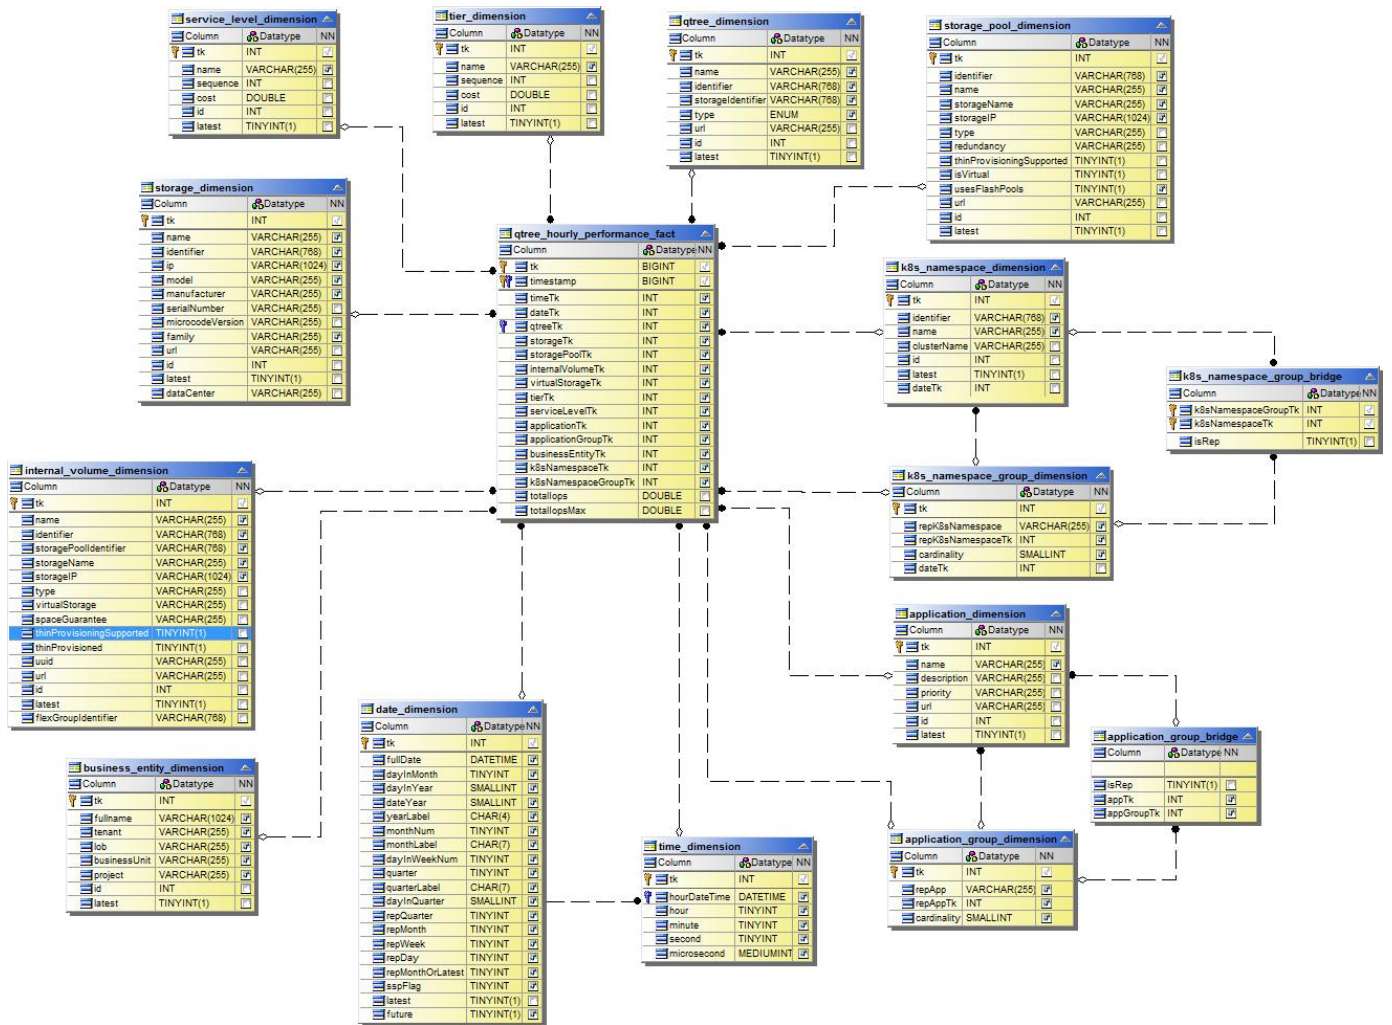 service_level_dimension
Column Datatype NN
tk INT
name VARCHAR(255)
sequence INT
cost DOUBLE
id INT
latest TINYINT(1)
tier_dimension
Column Datatype NN
tk INT
name VARCHAR(255)
sequence INT
cost DOUBLE
id INT
latest TINYINT(1)
qtree_dimension
Column Datatype NN
tk INT
name VARCHAR(255)
identifier VARCHAR(768)
storageIdentifier VARCHAR(768)
type ENUM
url VARCHAR(255)
id INT
latest TINYINT(1)
storage_pool_dimension
Column Datatype NN
tk INT
identifier VARCHAR(768)
name VARCHAR(255)
storageName VARCHAR(255)
storageIP VARCHAR(1024)
type VARCHAR(255)
redundancy VARCHAR(255)
thinProvisioningSupported TINYINT(1)
isVirtual TINYINT(1)
usesFlashPools TINYINT(1)
url VARCHAR(255)
id INT
latest TINYINT(1)
storage_dimension
Column Datatype NN
tk INT
name VARCHAR(255)
identifier VARCHAR(768)
ip VARCHAR(1024)
model VARCHAR(255)
manufacturer VARCHAR(255)
serialNumber VARCHAR(255)
microcodeVersion VARCHAR(255)
family VARCHAR(255)
url VARCHAR(255)
id INT
latest TINYINT(1)
dataCenter VARCHAR(255)
qtree_hourly_performance_fact
Column Datatype NN
tk BIGINT
timestamp BIGINT
timeTk INT
dateTk INT
qtreeTk INT
storageTk INT
storagePoolTk INT
internalVolumeTk INT
virtualStorageTk INT
tierTk INT
serviceLevelTk INT
applicationTk INT
applicationGroupTk INT
businessEntityTk INT
k8sNamespaceTk INT
k8sNamespaceGroupTk INT
totalIops DOUBLE
totalIopsMax DOUBLE
k8s_namespace_dimension
Column Datatype NN
tk INT
identifier VARCHAR(768)
name VARCHAR(255)
clusterName VARCHAR(255)
id INT
latest TINYINT(1)
dateTk INT
k8s_namespace_group_bridge
Column Datatype NN
k8sNamespaceGroupTk INT
k8sNamespaceTk INT
isRep TINYINT(1)
k8s_namespace_group_dimension
Column Datatype NN
tk INT
repK8sNamespace VARCHAR(255)
repK8sNamespaceTk INT
cardinality SMALLINT
dateTk INT
internal_volume_dimension
Column Datatype NN
tk INT
name VARCHAR(255)
identifier VARCHAR(768)
storagePoolIdentifier VARCHAR(768)
storageName VARCHAR(255)
storageIP VARCHAR(1024)
type VARCHAR(255)
virtualStorage VARCHAR(255)
spaceGuarantee VARCHAR(255)
thinProvisioningSupported TINYINT(1)
thinProvisioned TINYINT(1)
uuid VARCHAR(255)
url VARCHAR(255)
id INT
latest TINYINT(1)
flexGroupIdentifier VARCHAR(768)
application_dimension
Column Datatype NN
tk INT
name VARCHAR(255)
description VARCHAR(255)
priority VARCHAR(255)
url VARCHAR(255)
id INT
latest TINYINT(1)
application_group_bridge
Column Datatype NN
isRep TINYINT(1)
appTk INT
appGroupTk INT
business_entity_dimension
Column Datatype NN
tk INT
fullname VARCHAR(1024)
tenant VARCHAR(255)
lob VARCHAR(255)
businessUnit VARCHAR(255)
project VARCHAR(255)
id INT
latest TINYINT(1)
date_dimension
Column Datatype NN
tk INT
fullDate DATETIME
dayInMonth TINYINT
dayInYear SMALLINT
dateYear SMALLINT
yearLabel CHAR(4)
monthNum TINYINT
monthLabel CHAR(7)
dayInWeekNum TINYINT
quarter TINYINT
quarterLabel CHAR(7)
dayInQuarter SMALLINT
repQuarter TINYINT
repMonth TINYINT
repWeek TINYINT
repDay TINYINT
repMonthOrLatest TINYINT
sspFlag TINYINT
latest TINYINT(1)
future TINYINT(1)
time_dimension
Column Datatype NN
tk INT
hourDateTime DATETIME
hour TINYINT
minute TINYINT
second TINYINT
microsecond MEDIUMINT
application_group_dimension
Column Datatype NN
tk INT
repApp VARCHAR(255)
repAppTk INT
cardinality SMALLINT